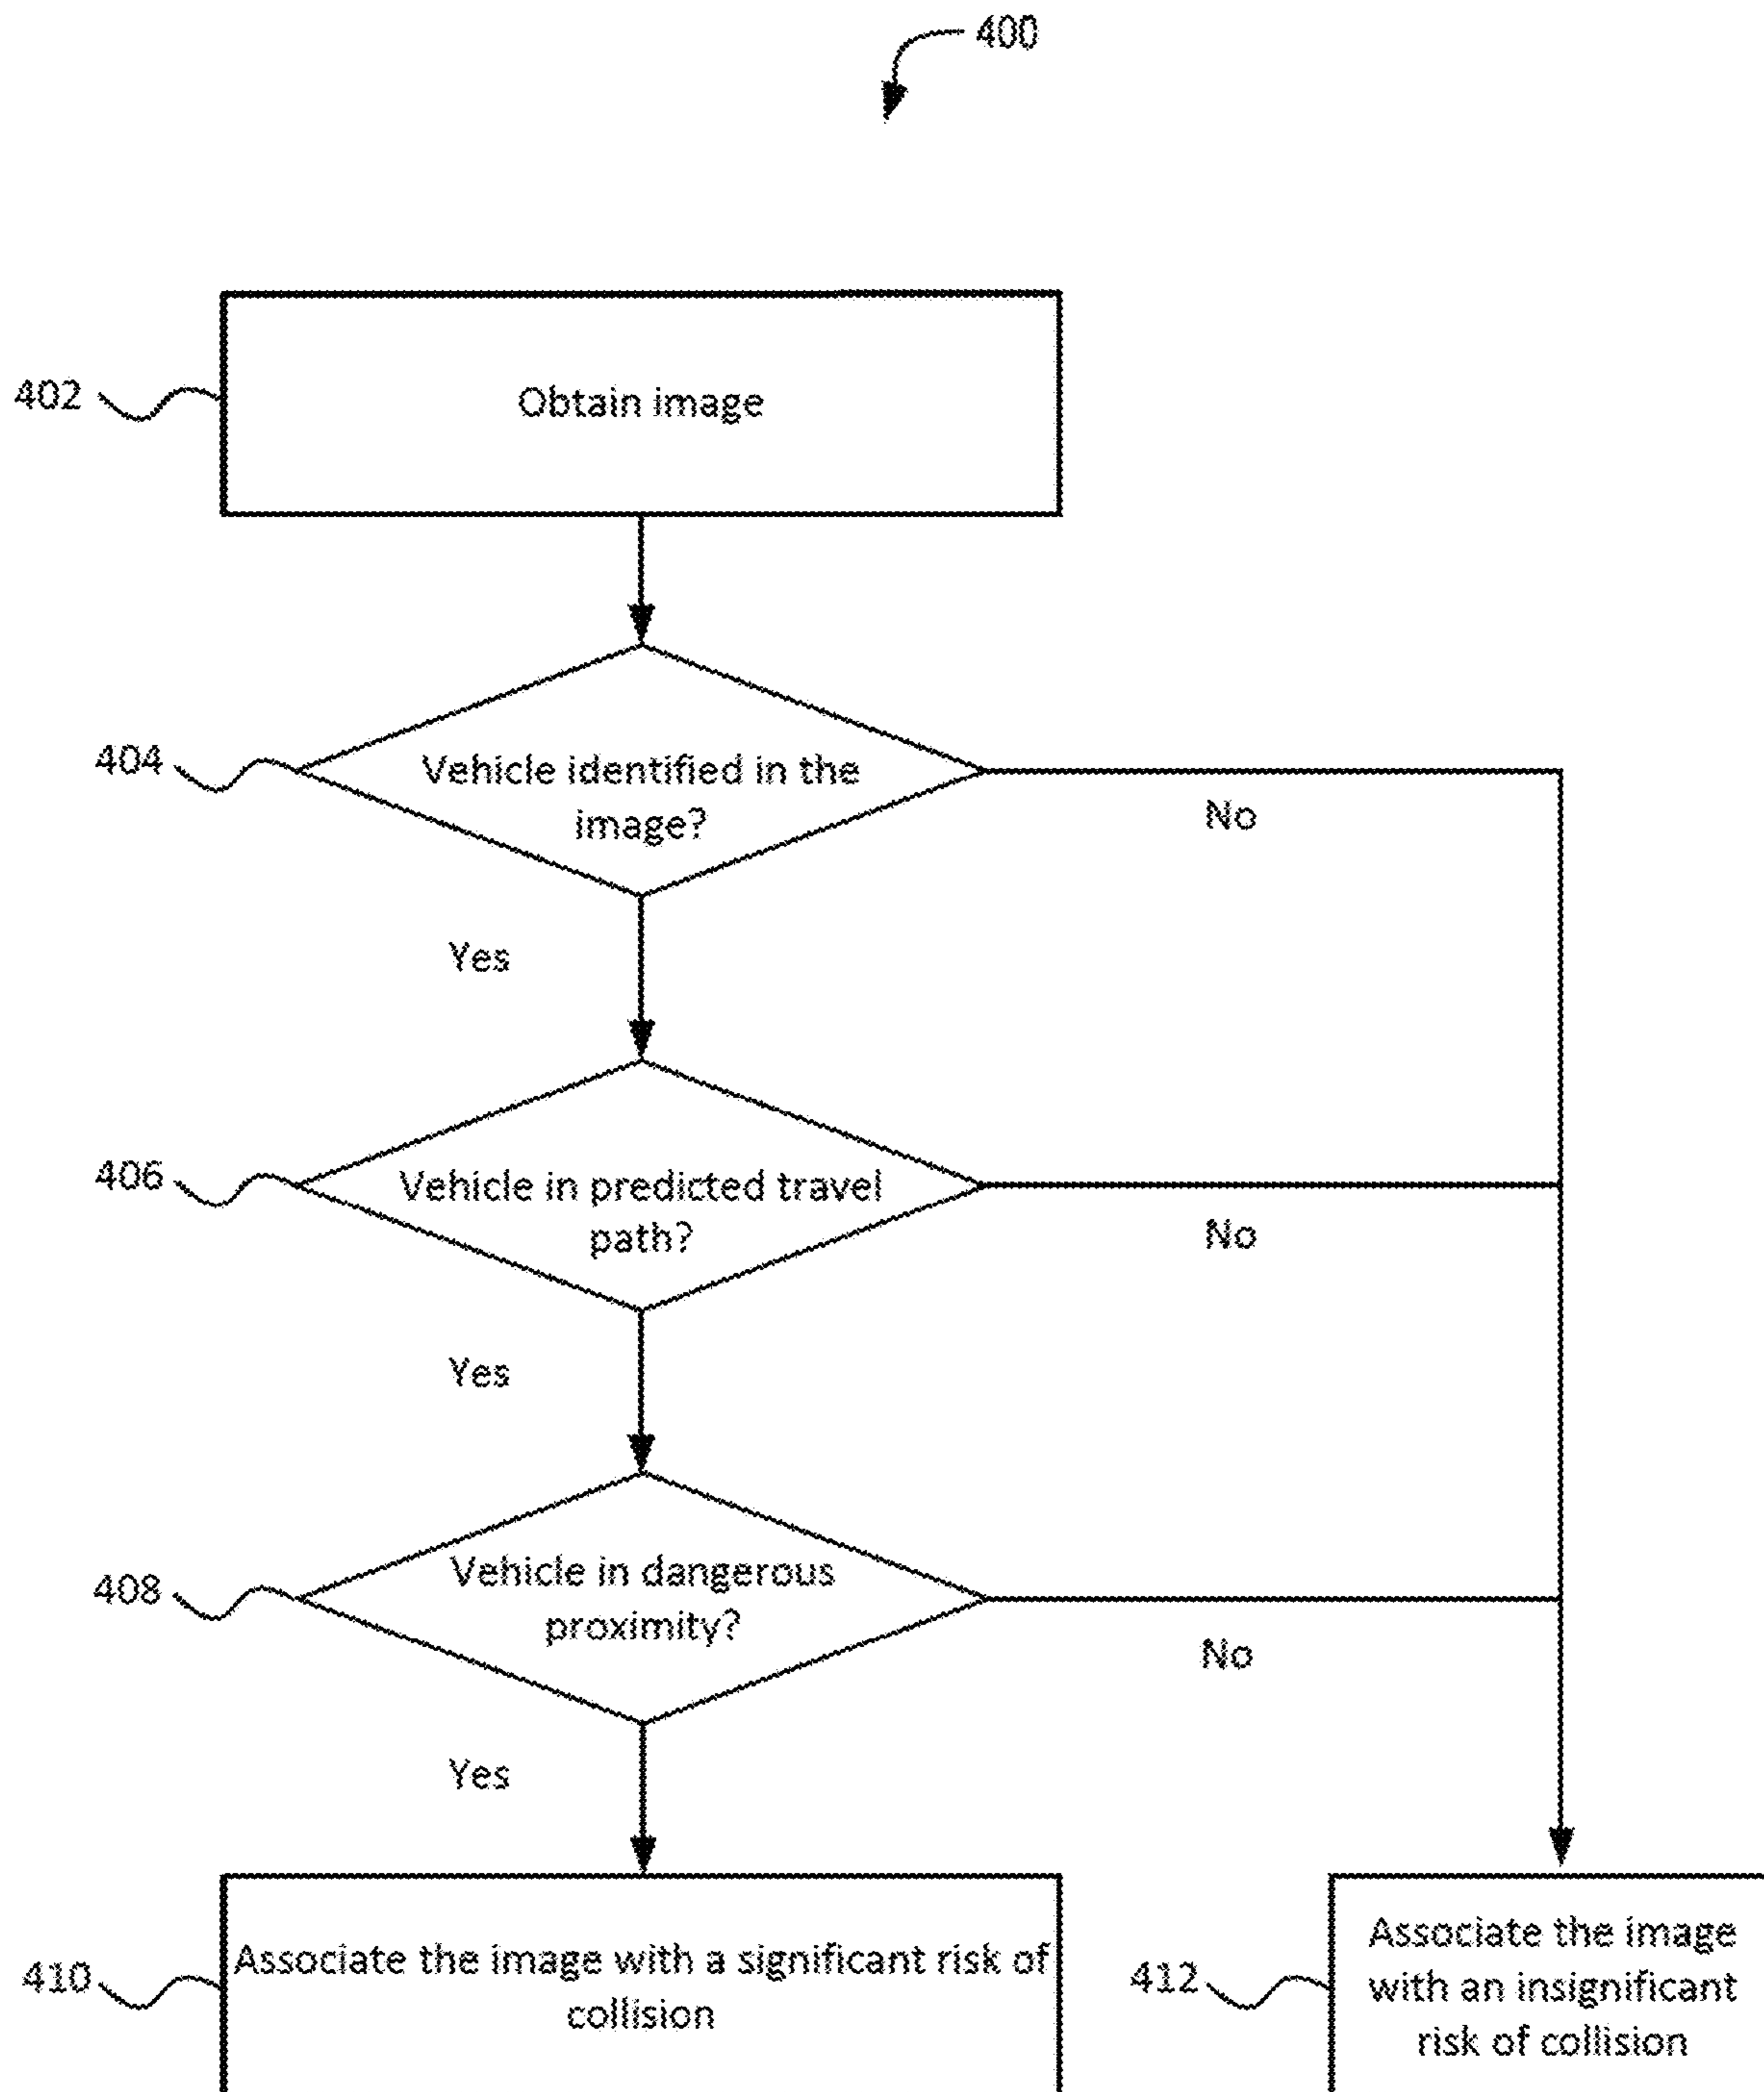 400
402
Obtain image
404
Vehicle identified in the
image?
No
Yes
406
Vehicle in predicted travel
path?
No
Yes
408
Vehicle in dangerous
proximity?
No
Yes
410
Associate the image with a significant risk of
collision
412
Associate the image
with an insignificant
risk of collision